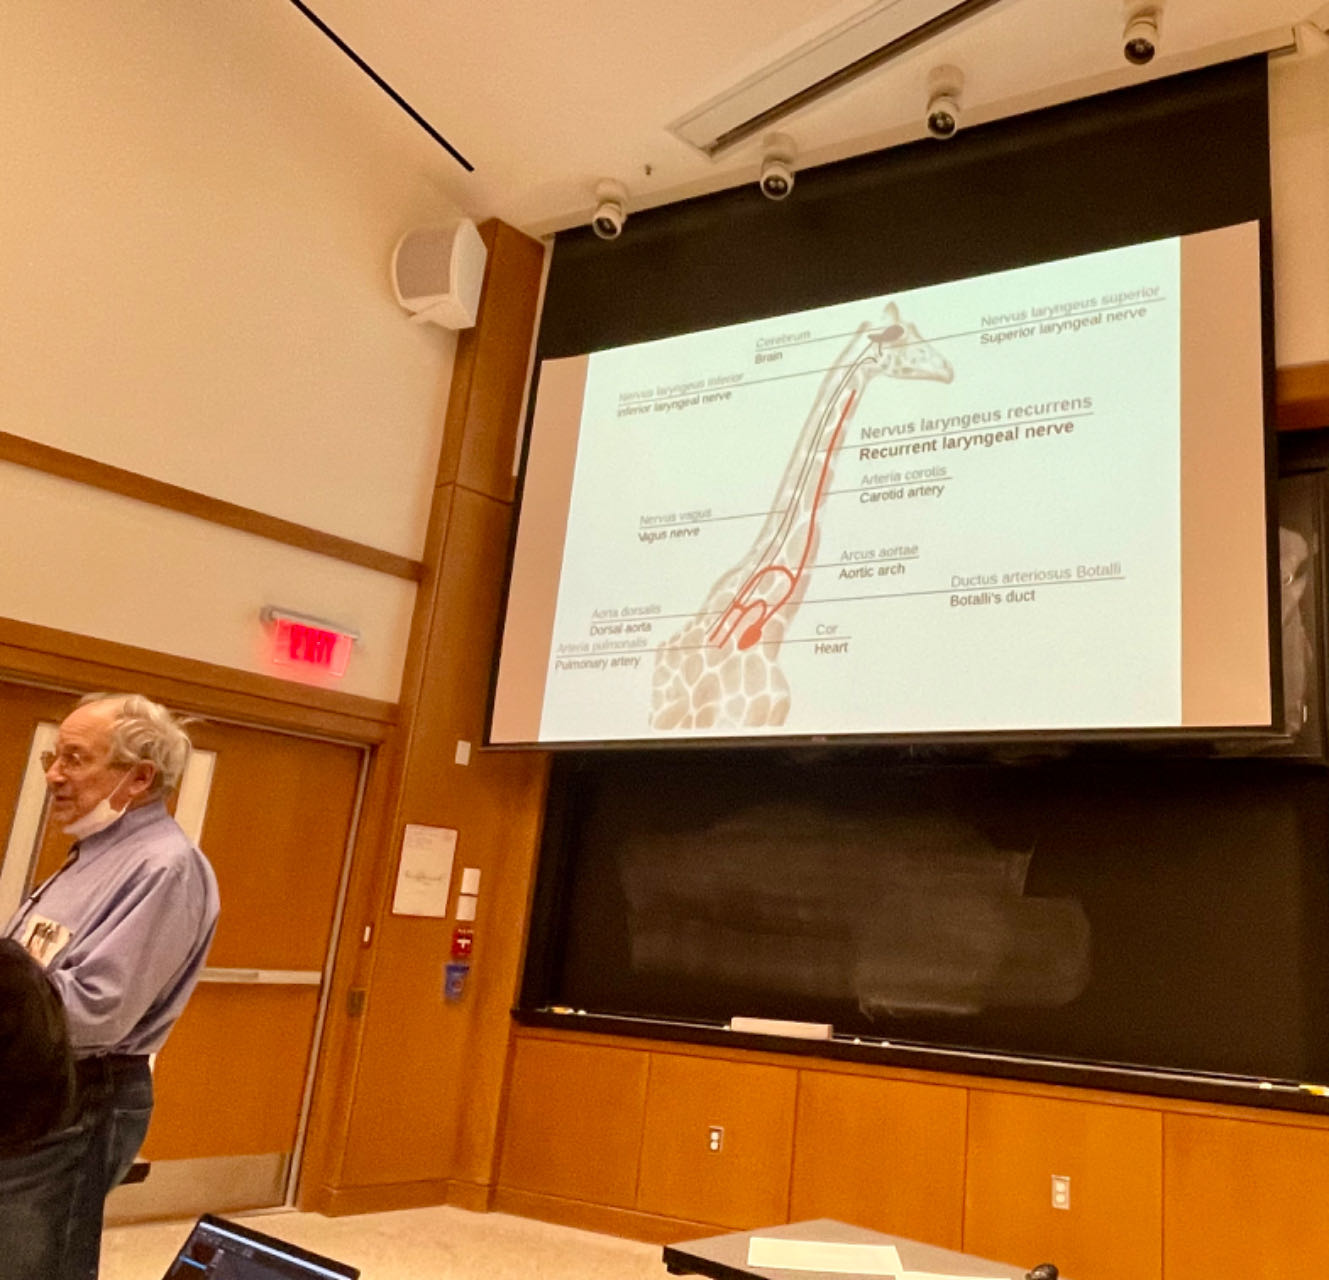 Cerebrum
Brain
Nervus laryngeus superior
Superior laryngeal nerve
Nervus laryngeus inferior
inferior laryngeal nerve
Nervus laryngeus recurrens
Recurrent laryngeal nerve
Arteria corotis
Carotid artery
Nervus vagus
Vagus nerve
Arcus aortae
Aortic arch
Ductus arteriosus Botalli
Botalli's duct
Aorta dorsalis
Dorsal aorta
Arteria pulmonalis
Pulmonary artery
Cor
Heart
EXIT